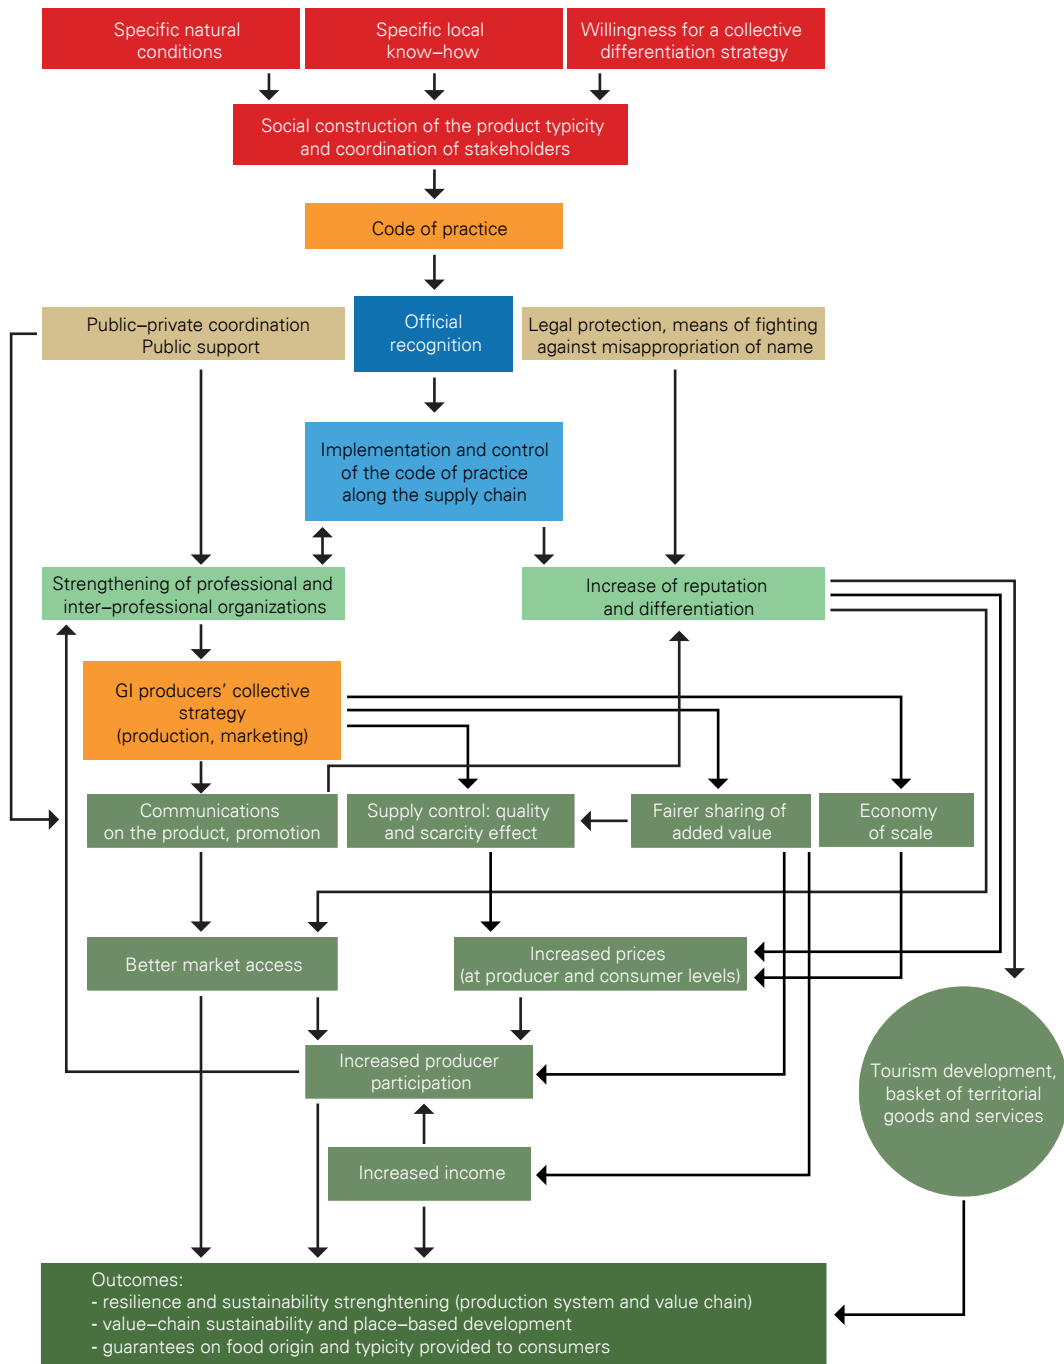 Specific natural
conditions
Specific local
know–how
Willingness for a collective
differentiation strategy
Social construction of the product typicity
and coordination of stakeholders
Code of practice
Public–private coordination
Public support
Official
recognition
Legal protection, means of fighting
against misappropriation of name
Implementation and control
of the code of practice
along the supply chain
Strengthening of professional and
inter–professional organizations
Increase of reputation
and differentiation
GI producers’ collective
strategy
(production, marketing)
Communications
on the product, promotion
Supply control: quality
and scarcity effect
Fairer sharing of
added value
Economy
of scale
Better market access
Increased prices
(at producer and consumer levels)
Increased producer
participation
Tourism development,
basket of territorial
goods and services
Increased income
Outcomes:
- resilience and sustainability strenghtening (production system and value chain)
- value–chain sustainability and place–based development
- guarantees on food origin and typicity provided to consumers